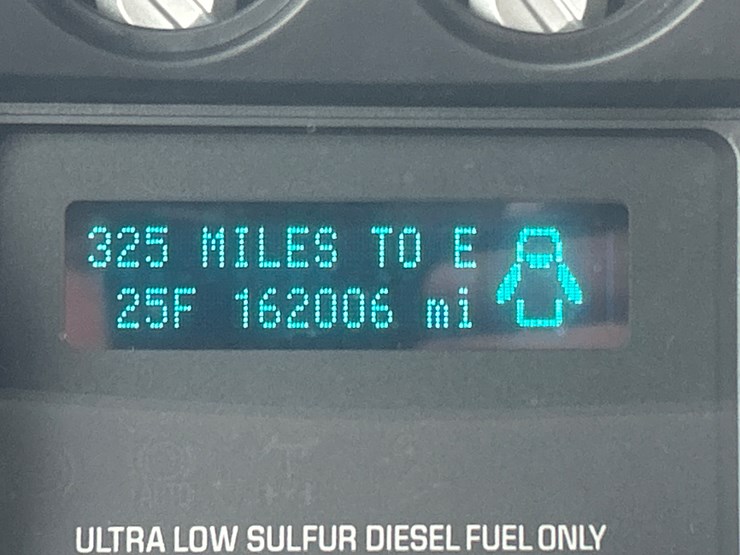 325 MILES TO E
25F 162006 mi
ULTRA LOW SULFUR DIESEL FUEL ONLY